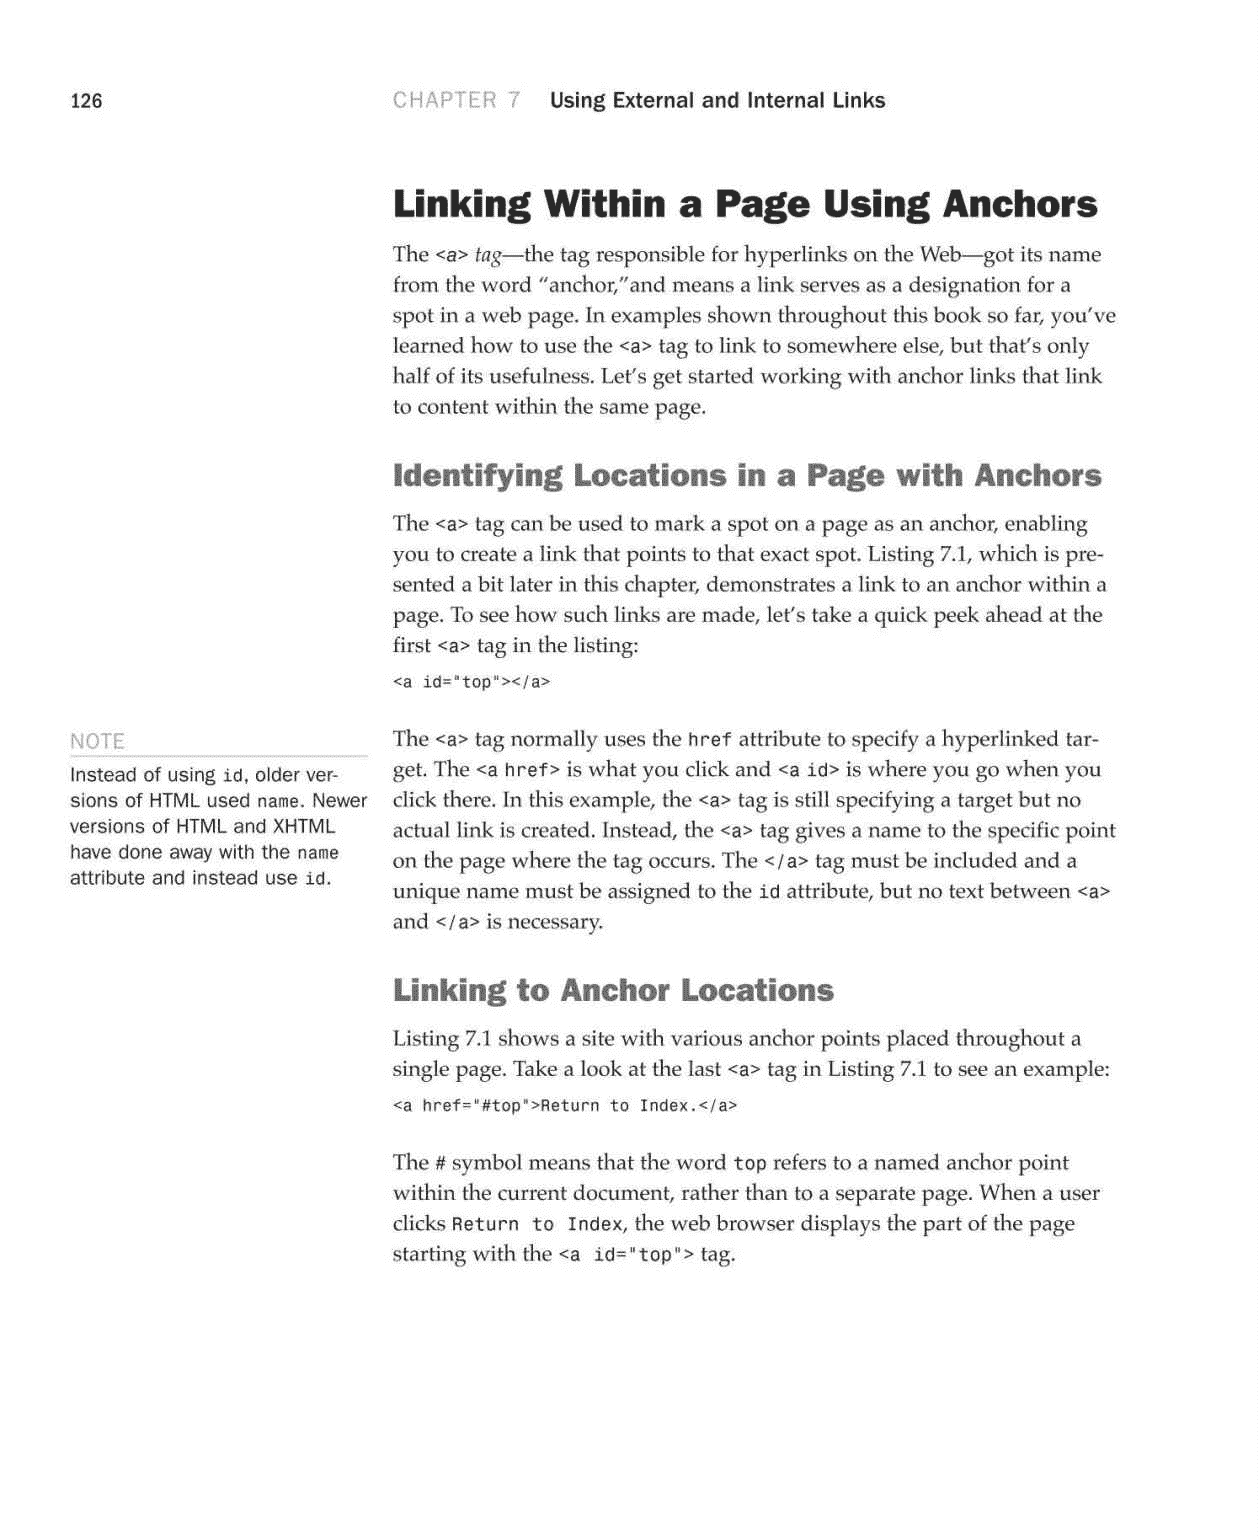 126
CHAPTER 7 Using External and Internal Links
Linking Within a Page Using Anchors
The <a> tag—the tag responsible for hyperlinks on the Web—got its name
from the word “anchor,”and means a link serves as a designation for a
spot in a web page. In examples shown throughout this book so far, you’ve
learned how to use the <a> tag to link to somewhere else, but that’s only
half of its usefulness. Let’s get started working with anchor links that link
to content within the same page.
Identifying Locations in a Page with Anchors
The <a> tag can be used to mark a spot on a page as an anchor, enabling
you to create a link that points to that exact spot. Listing 7.1, which is pre-
sented a bit later in this chapter, demonstrates a link to an anchor within a
page. To see how such links are made, let’s take a quick peek ahead at the
first <a> tag in the listing:
<a id="top"></a>
NOTE
Instead of using id, older ver-
sions of HTML used name. Newer
versions of HTML and XHTML
have done away with the name
attribute and instead use id.
The <a> tag normally uses the href attribute to specify a hyperlinked tar-
get. The <a href> is what you click and <a id> is where you go when you
click there. In this example, the <a> tag is still specifying a target but no
actual link is created. Instead, the <a> tag gives a name to the specific point
on the page where the tag occurs. The </a> tag must be included and a
unique name must be assigned to the id attribute, but no text between <a>
and </a> is necessary.
Linking to Anchor Locations
Listing 7.1 shows a site with various anchor points placed throughout a
single page. Take a look at the last <a> tag in Listing 7.1 to see an example:
<a href="#top">Return to Index.</a>
The # symbol means that the word top refers to a named anchor point
within the current document, rather than to a separate page. When a user
clicks Return to Index, the web browser displays the part of the page
starting with the <a id="top"> tag.